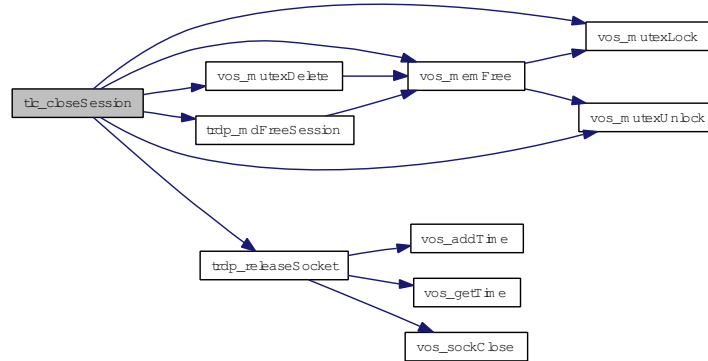 vos_mutexLock
vos_mutexDelete
vos_memFree
tlc_closeSession
vos_mutexUnlock
trdp_mdFreeSession
vos_addTime
trdp_releaseSocket
vos_getTime
vos_sockClose